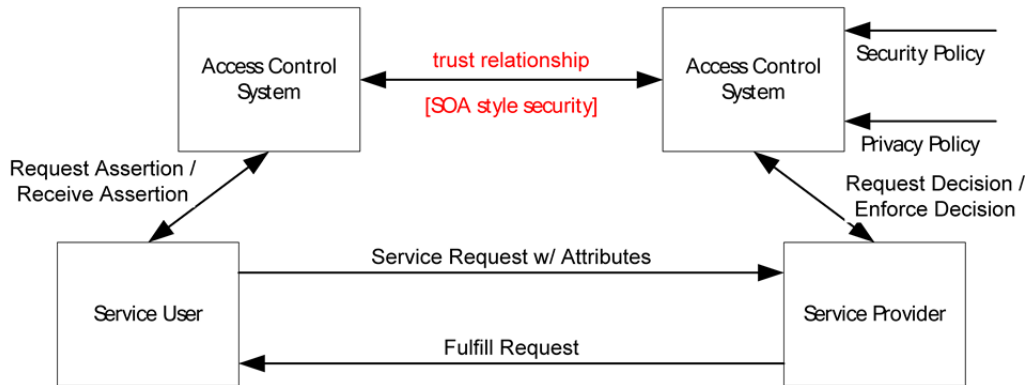 Access Control
System
trust relationship
[SOA style security]
Access Control
System
Security Policy
Privacy Policy
Request Assertion /
Receive Assertion
Request Decision /
Enforce Decision
Service User
Service Request w/ Attributes
Service Provider
Fulfill Request